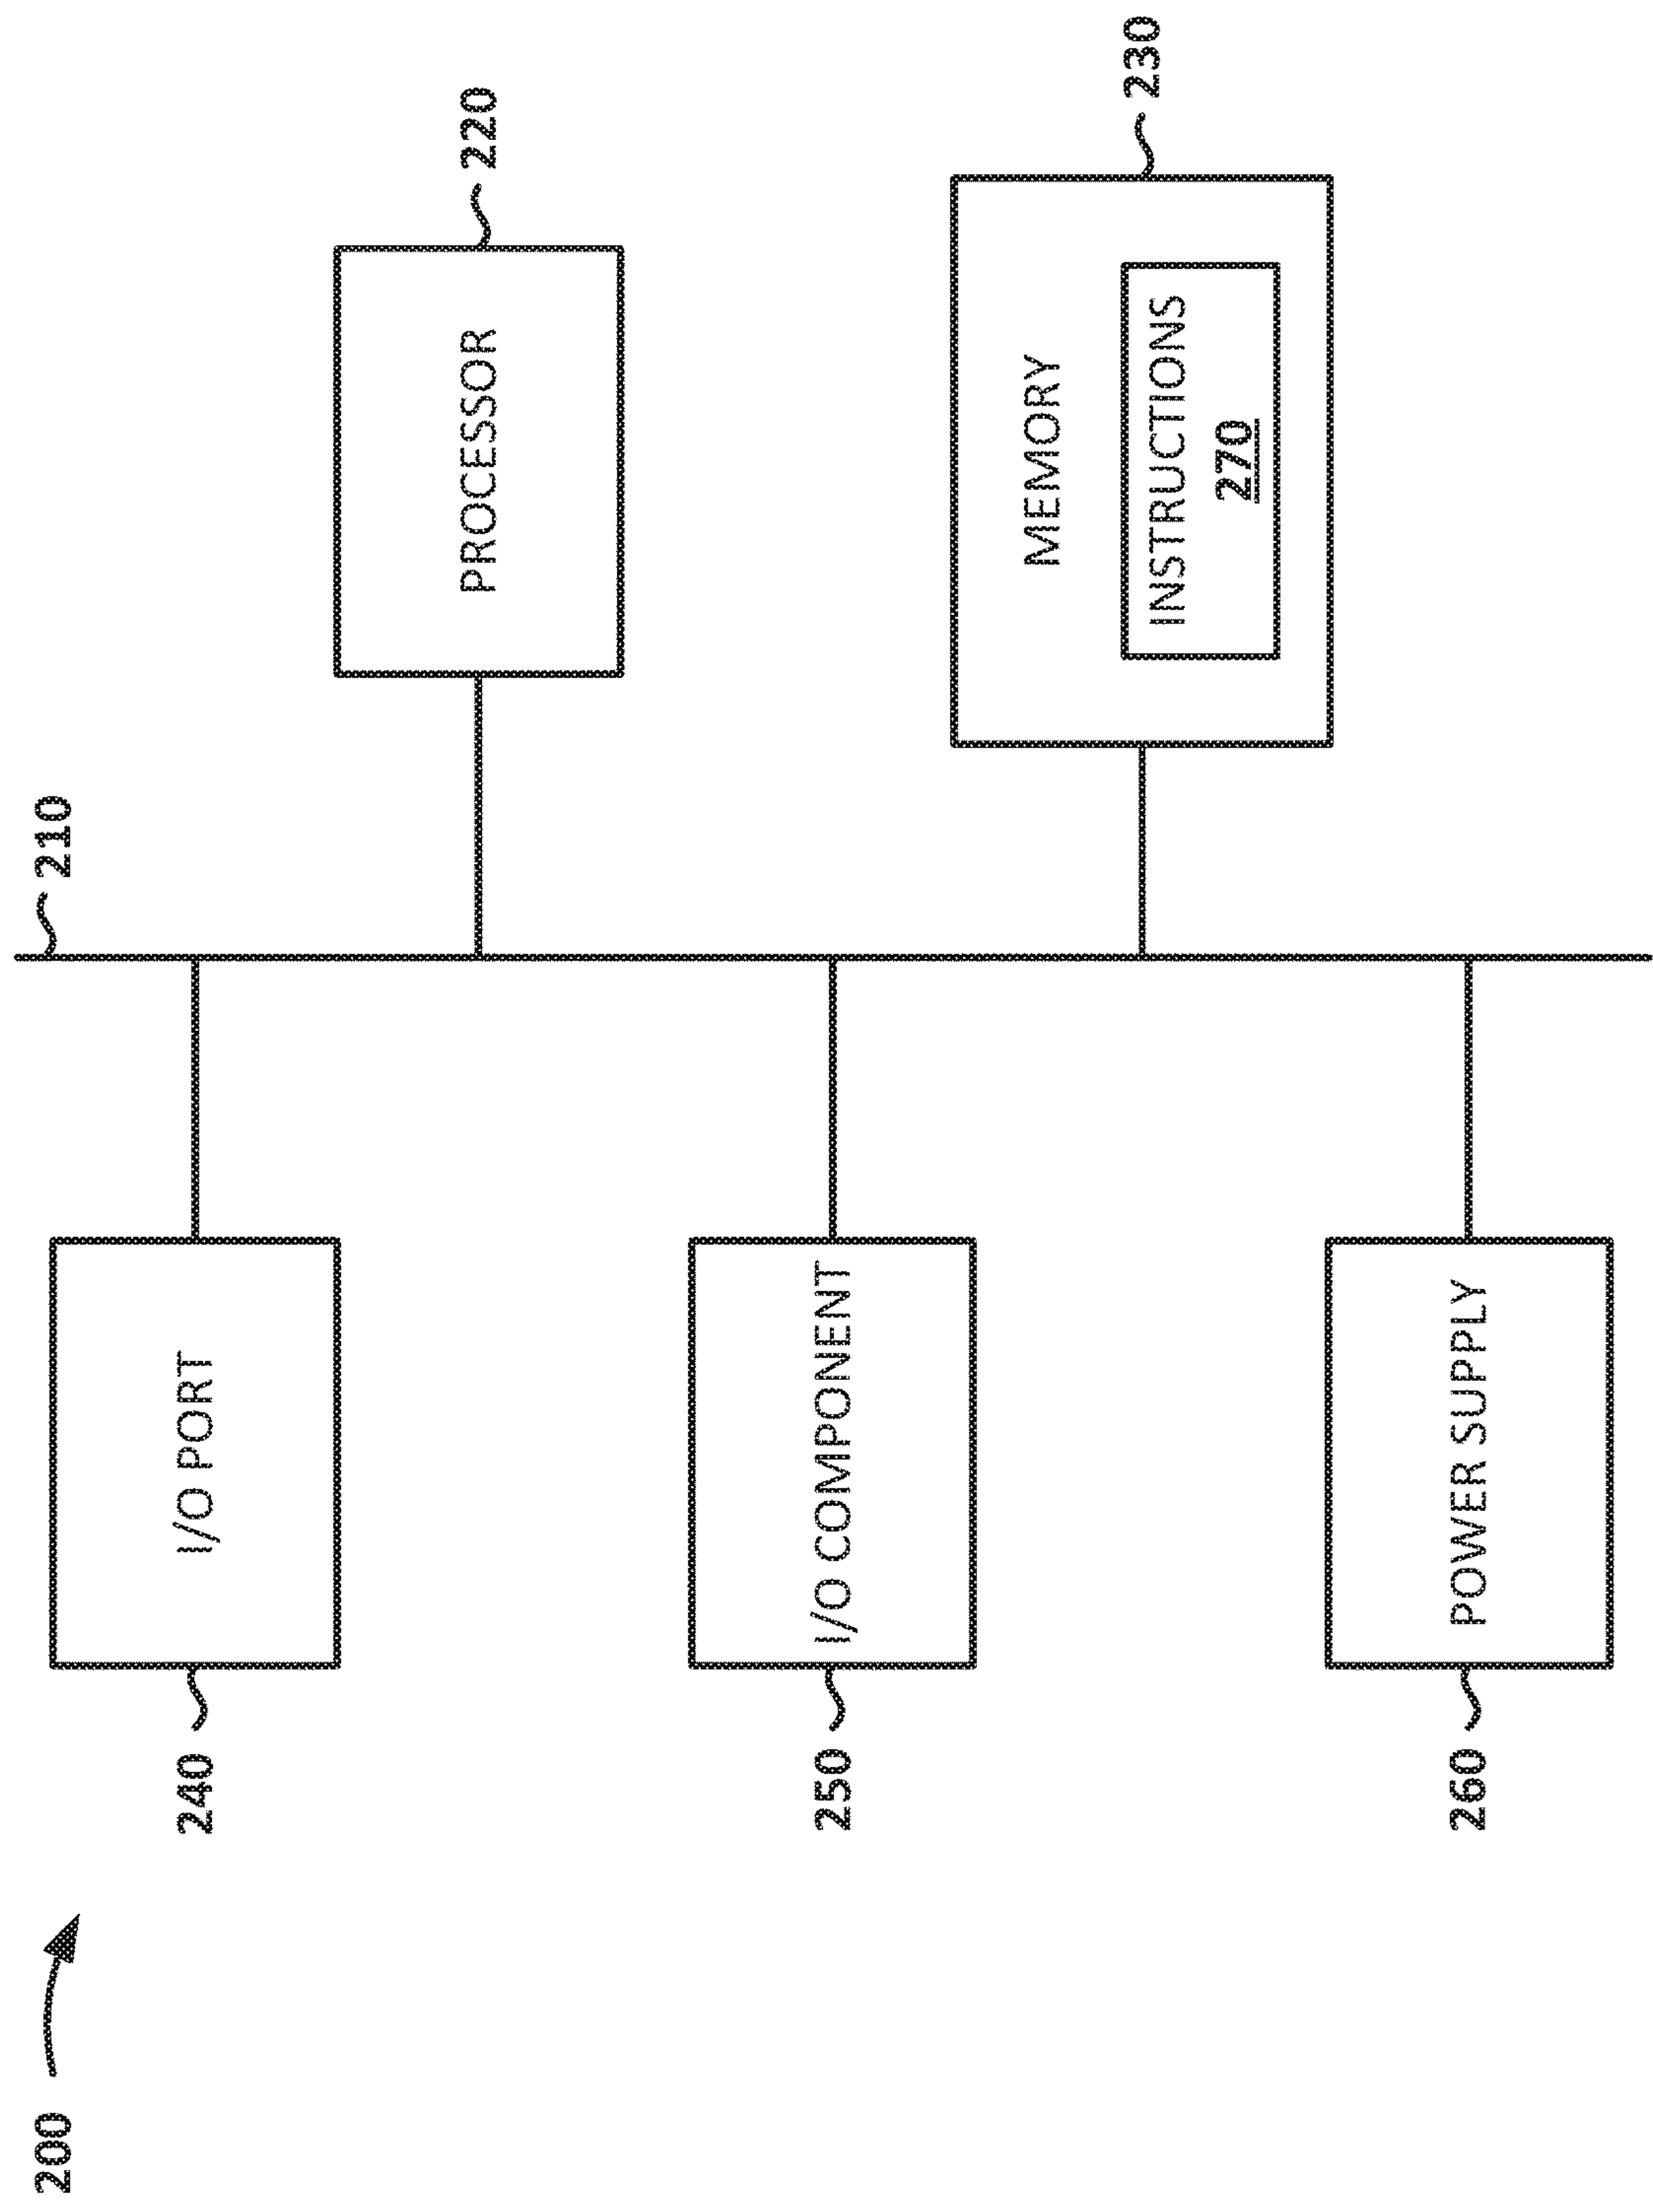 200
210
240
I/O PORT
PROCESSOR
220
250
I/O COMPONENT
MEMORY
230
INSTRUCTIONS
270
260
POWER SUPPLY